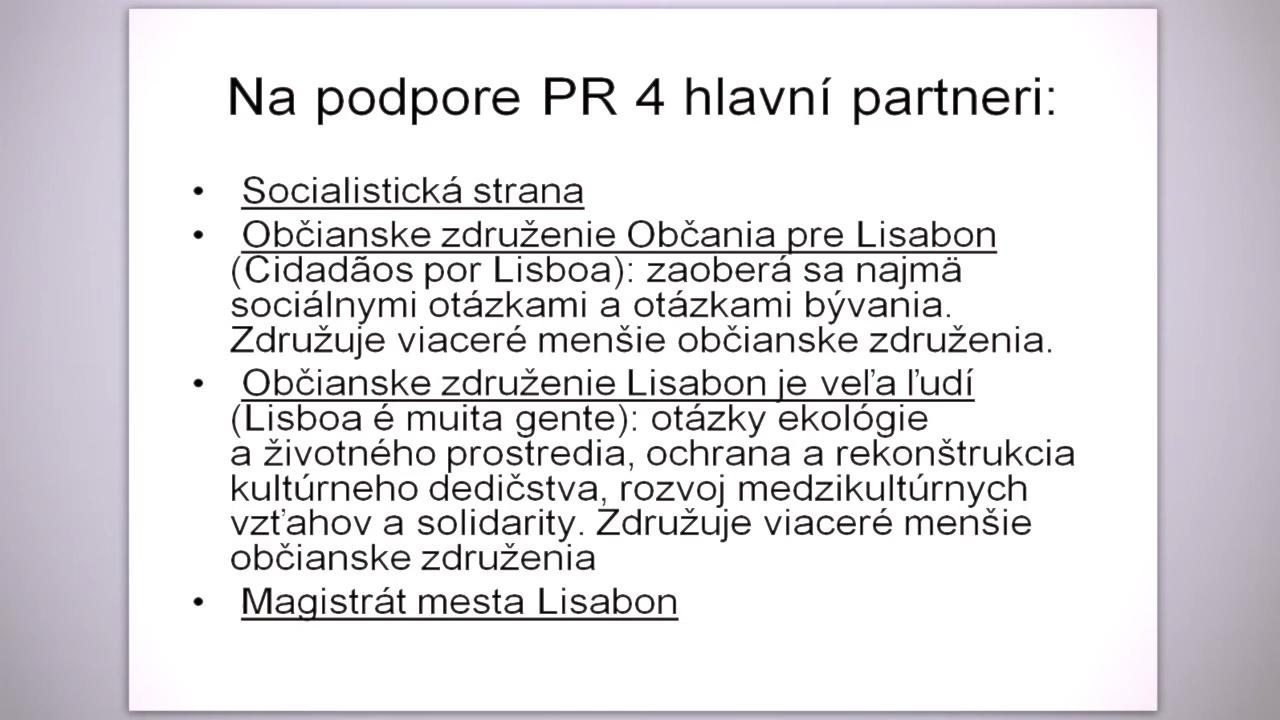 Na podpore PR 4 hlavní partneri:
• Socialistická strana
• Občianske združenie Občania pre Lisabon
(Cidadãos por Lisboa): zaoberá sa najmä
sociálnymi otázkami a otázkami bývania.
Združuje viaceré menšie občianske združenia.
• Občianske združenie Lisabon je veľa ľudí
(Lisboa é muita gente): otázky ekológie
a životného prostredia, ochrana a rekonštrukcia
kultúrneho dedičstva, rozvoj medzikultúrnych
vzťahov a solidarity. Združuje viaceré menšie
občianske združenia
• Magistrát mesta Lisabon